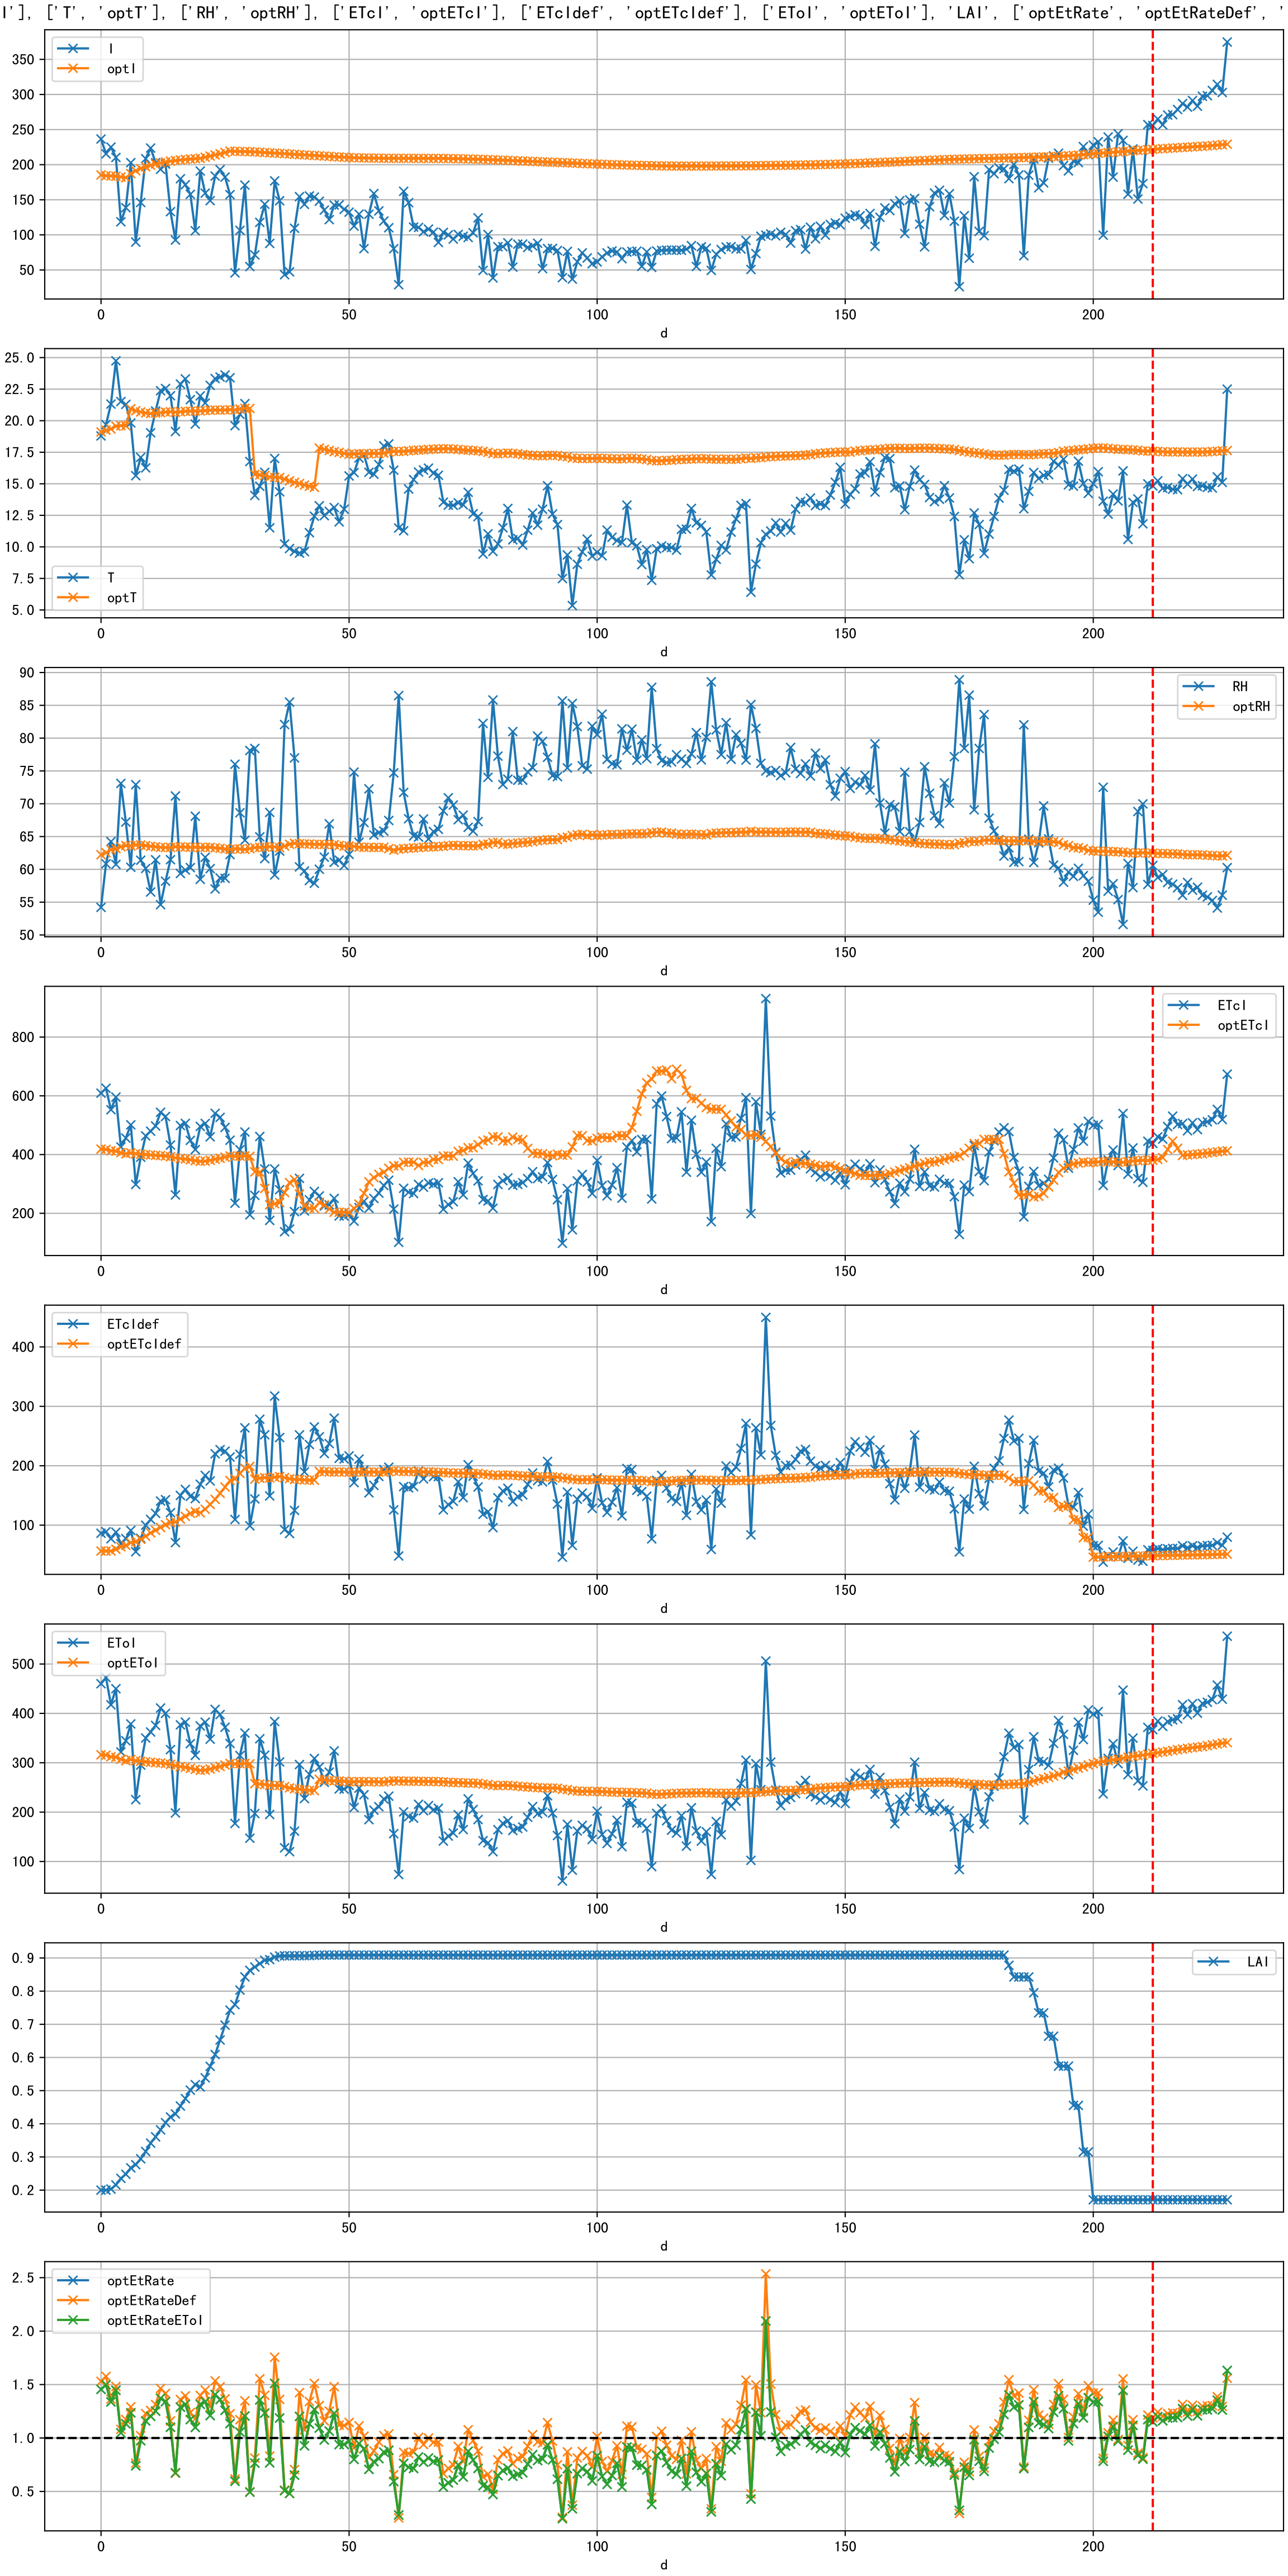 I'], ['T', 'optT'], ['RH', 'optRH'], ['ETcI', 'optETcI'], ['ETcIdef', 'optETcIdef'], ['EToI', 'optEToI'], 'LAI', ['optEtRate', 'optEtRateDef', '
I
optI
350
300
250
200
150
100
50
0 50 100 150 200
d
25.0
22.5
20.0
17.5
15.0
12.5
10.0
7.5
5.0
T
optT
0 50 100 150 200
d
90
85
80
75
70
65
60
55
50
RH
optRH
0 50 100 150 200
d
800
600
400
200
ETcI
optETcI
0 50 100 150 200
d
ETcIdef
optETcIdef
400
300
200
100
0 50 100 150 200
d
EToI
optEToI
500
400
300
200
100
0 50 100 150 200
d
0.9
0.8
0.7
0.6
0.5
0.4
0.3
0.2
LAI
0 50 100 150 200
d
optEtRate
optEtRateDef
optEtRateEToI
2.5
2.0
1.5
1.0
0.5
0 50 100 150 200
d